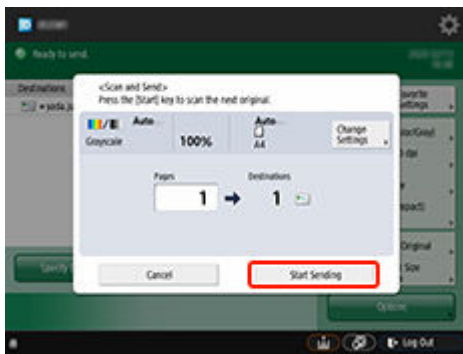 Ready to send.
Destinations
<Scan and Send>
Press the [Start] key to scan the next original.
Auto
Grayscale
100%
Auto
A4
Change
Settings
Pages
Destinations
1
1
Cancel
Start Sending
Options
Log Out